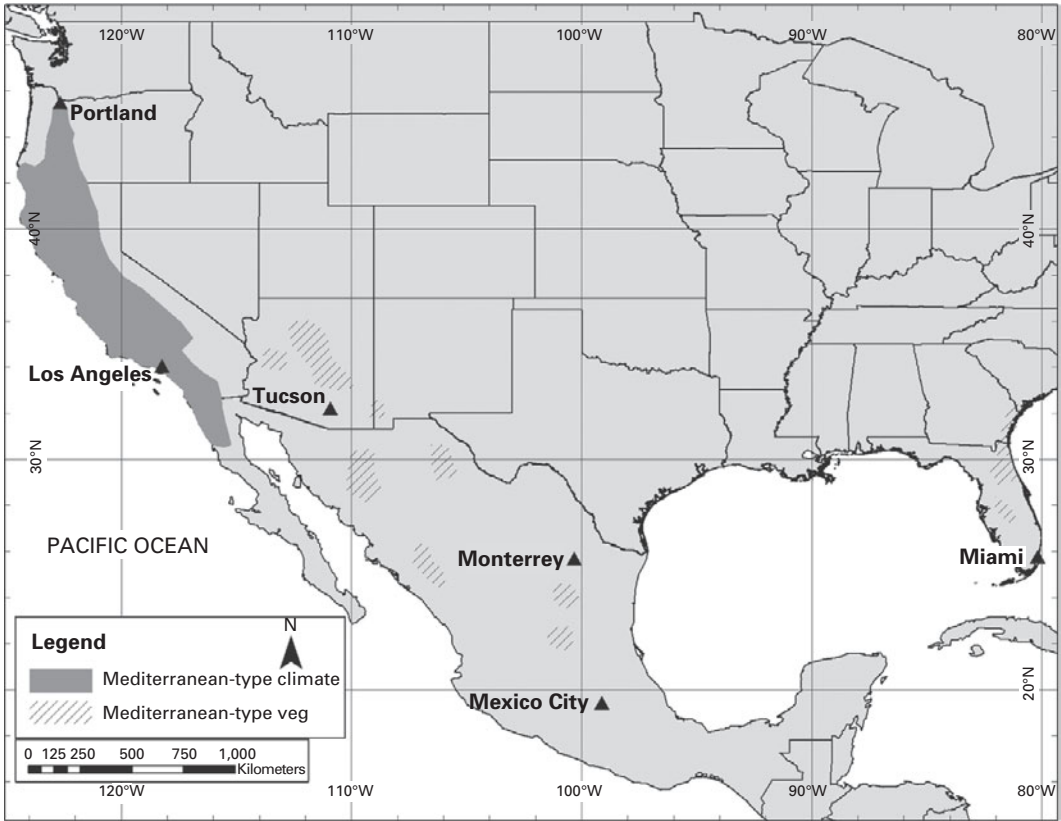 120°W 110°W 100°W 90°W 80°W
Portland
40°N 40°N
Los Angeles
Tucson
30°N 30°N
PACIFIC OCEAN
Monterrey
Miami
N
Legend
Mediterranean-type climate
Mediterranean-type veg
20°N
Mexico City
0 125 250 500 750 1,000
Kilometers
120°W 110°W 100°W 90°W 80°W